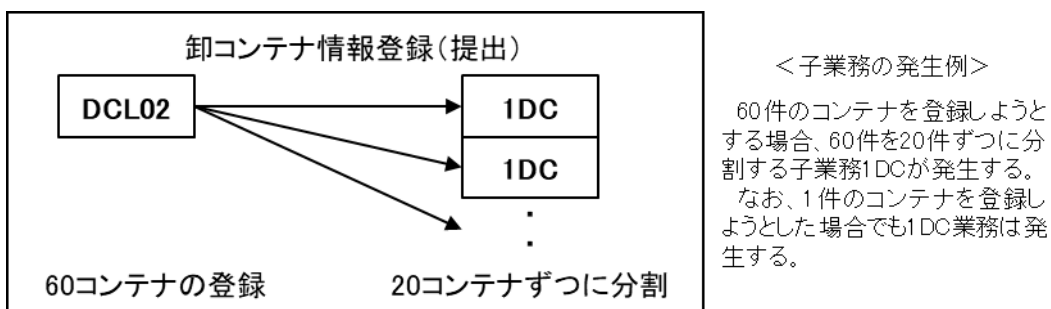 卸コンテナ情報登録（提出）
DCL02
1DC
1DC
・
・
60コンテナの登録
20コンテナずつに分割
＜子業務の発生例＞
60件のコンテナを登録しようと
する場合、60件を20件ずつに分
割する子業務1DCが発生する。
なお、1件のコンテナを登録し
ようとした場合でも1DC業務は発
生する。